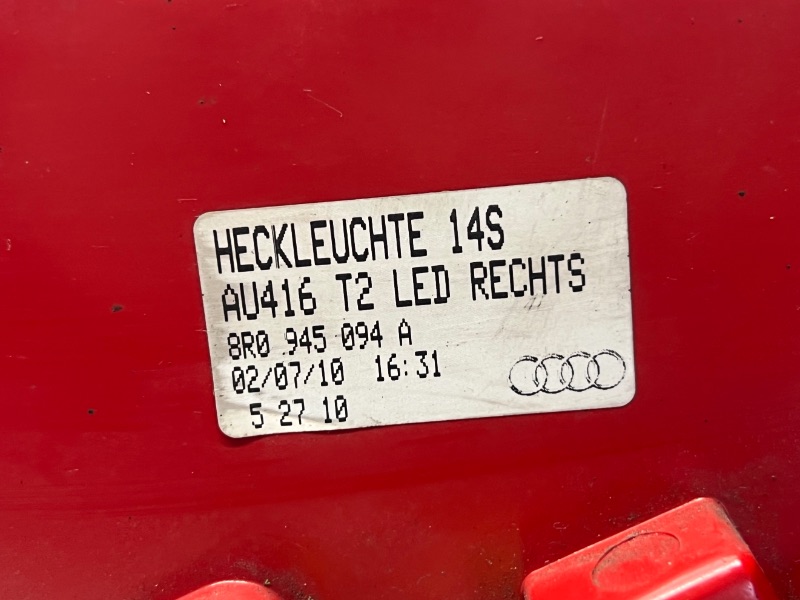 HECKLEUCHTE 14S
AU416 T2 LED RECHTS
8R0 945 094 A
02/07/10 16:31
5 27 10